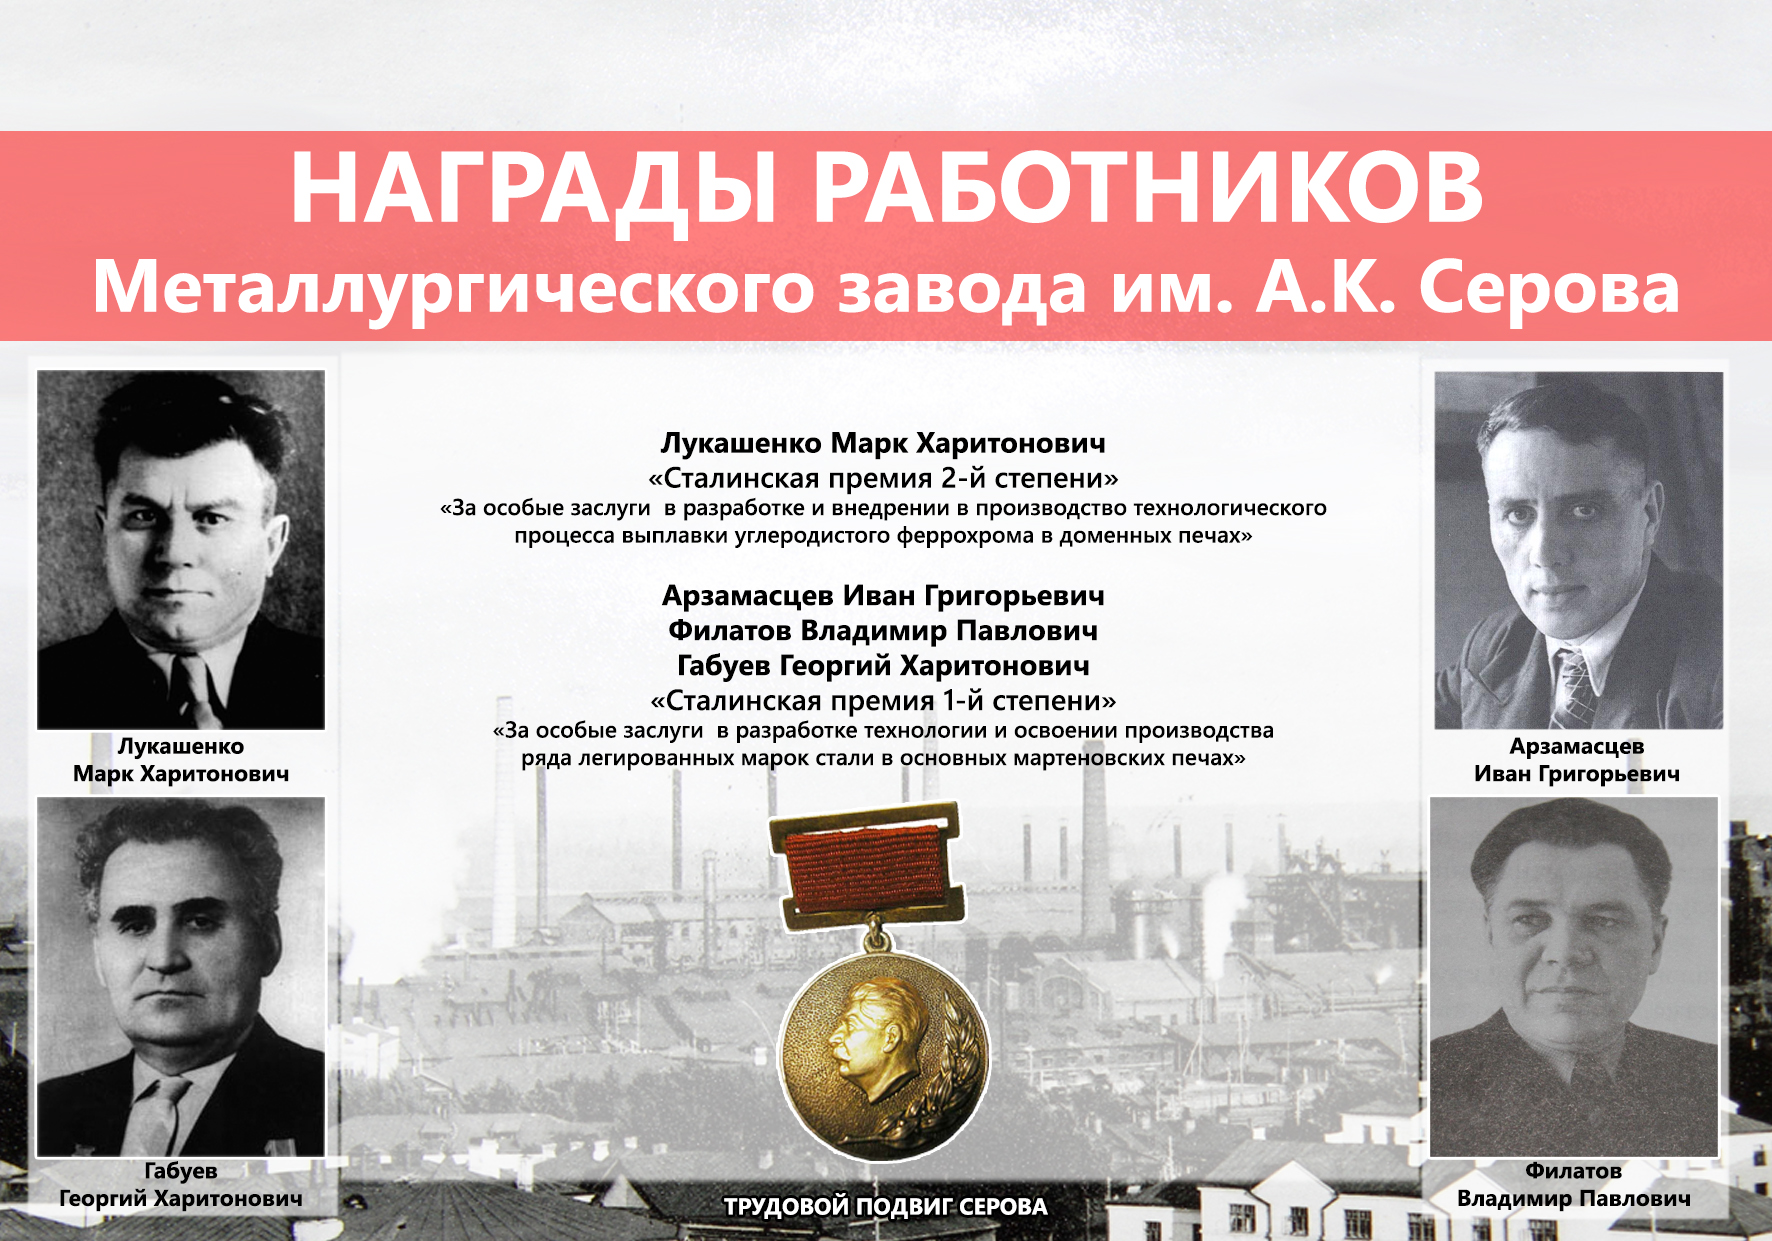 НАГРАДЫ РАБОТНИКОВ
Металлургического завода им. А.К. Серова
Лукашенко Марк Харитонович
«Сталинская премия 2-й степени»
«За особые заслуги  в разработке и внедрении в производство технологического
процесса выплавки углеродистого феррохрома в доменных печах»
Арзамасцев Иван Григорьевич
Филатов Владимир Павлович
Габуев Георгий Харитонович
«Сталинская премия 1-й степени»
«За особые заслуги  в разработке технологии и освоении производства
ряда легированных марок стали в основных мартеновских печах»
Лукашенко
Марк Харитонович
Арзамасцев
Иван Григорьевич
Габуев
Георгий Харитонович
Филатов
Владимир Павлович
ТРУДОВОЙ ПОДВИГ СЕРОВА